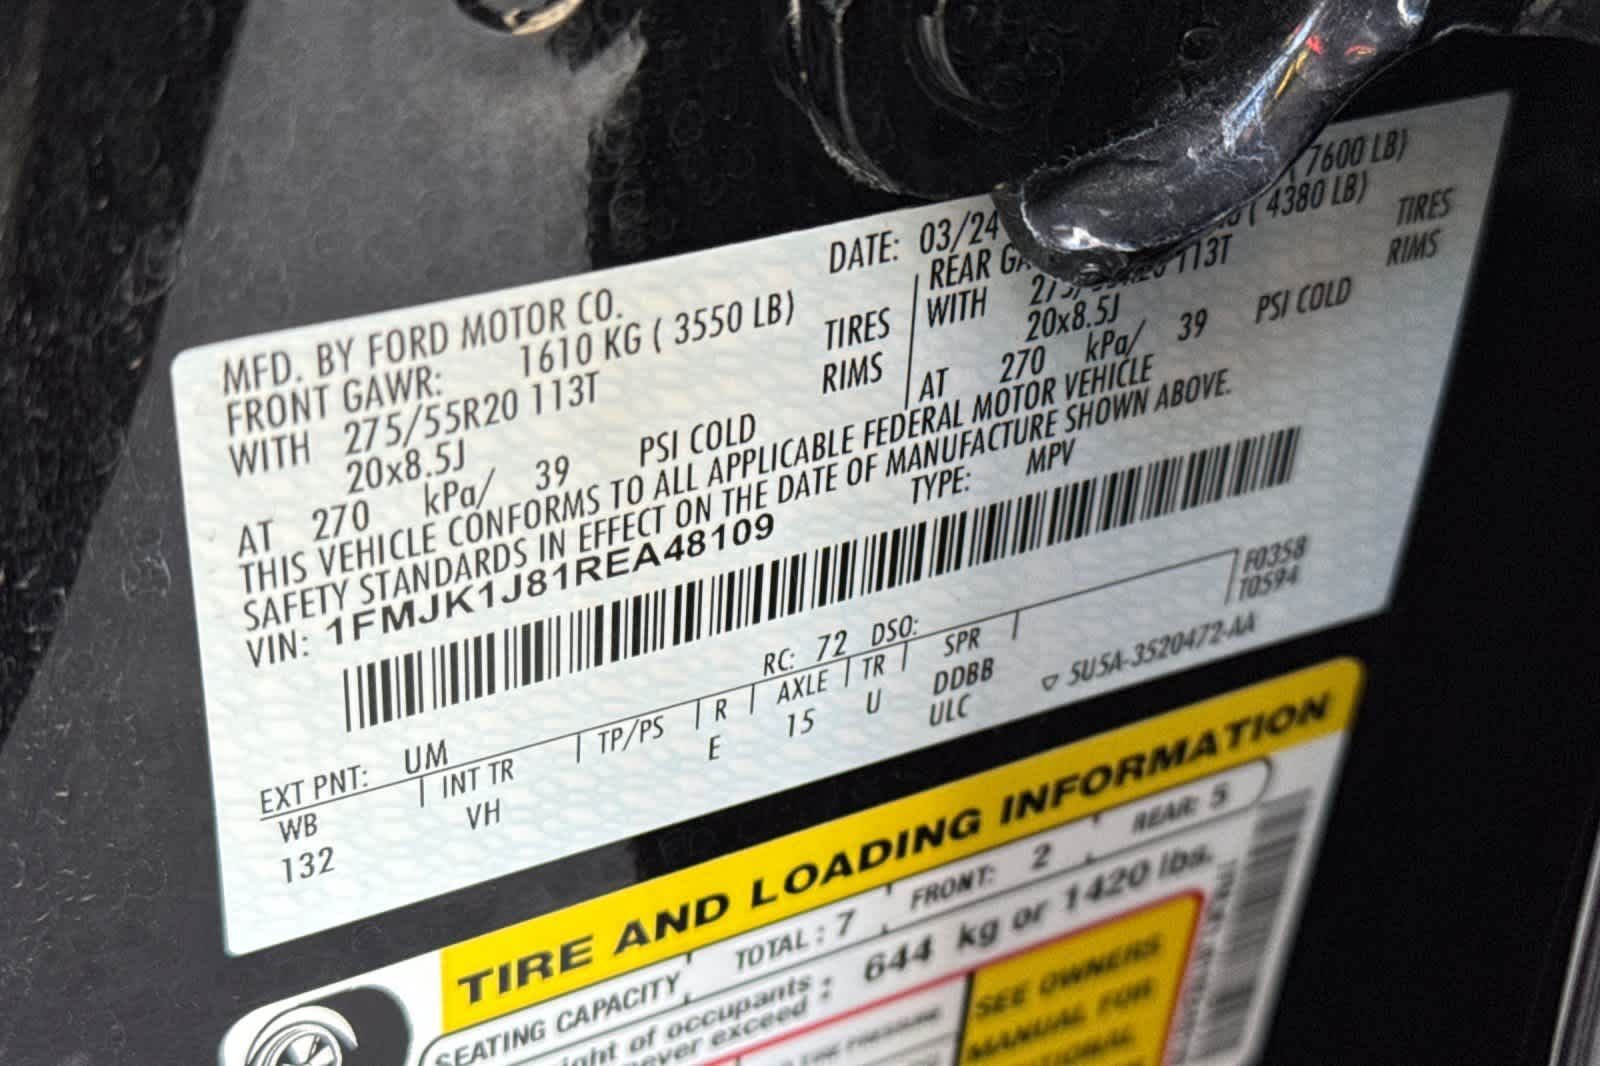 DATE: 03/24
( 7600 LB)
MFD. BY FORD MOTOR CO.
FRONT GAWR: 1610 KG ( 3550 LB)
WITH 275/55R20 113T TIRES
20x8.5J RIMS
AT 270 kPa/ 39 PSI COLD
REAR ( 4380 LB)
WITH 113T TIRES
20x8.5J RIMS
AT 270 kPa/ 39 PSI COLD
THIS VEHICLE CONFORMS TO ALL APPLICABLE FEDERAL MOTOR VEHICLE
SAFETY STANDARDS IN EFFECT ON THE DATE OF MANUFACTURE SHOWN ABOVE.
VIN: 1FMJK1J81REA48109 TYPE: MPV
F0358
T0594
EXT PNT: UM RC: 72 DSO:
WB INT TR TP/PS R AXLE TR SPR
132 VH E 15 U DDBB
ULC
5U5A-3520472-AA
TIRE AND LOADING INFORMATION
SEATING CAPACITY TOTAL: 7 FRONT: 2 REAR: 5
of occupants
never exceed : 644 kg or 1420 lbs.
SEE OWNERS
MANUAL FOR